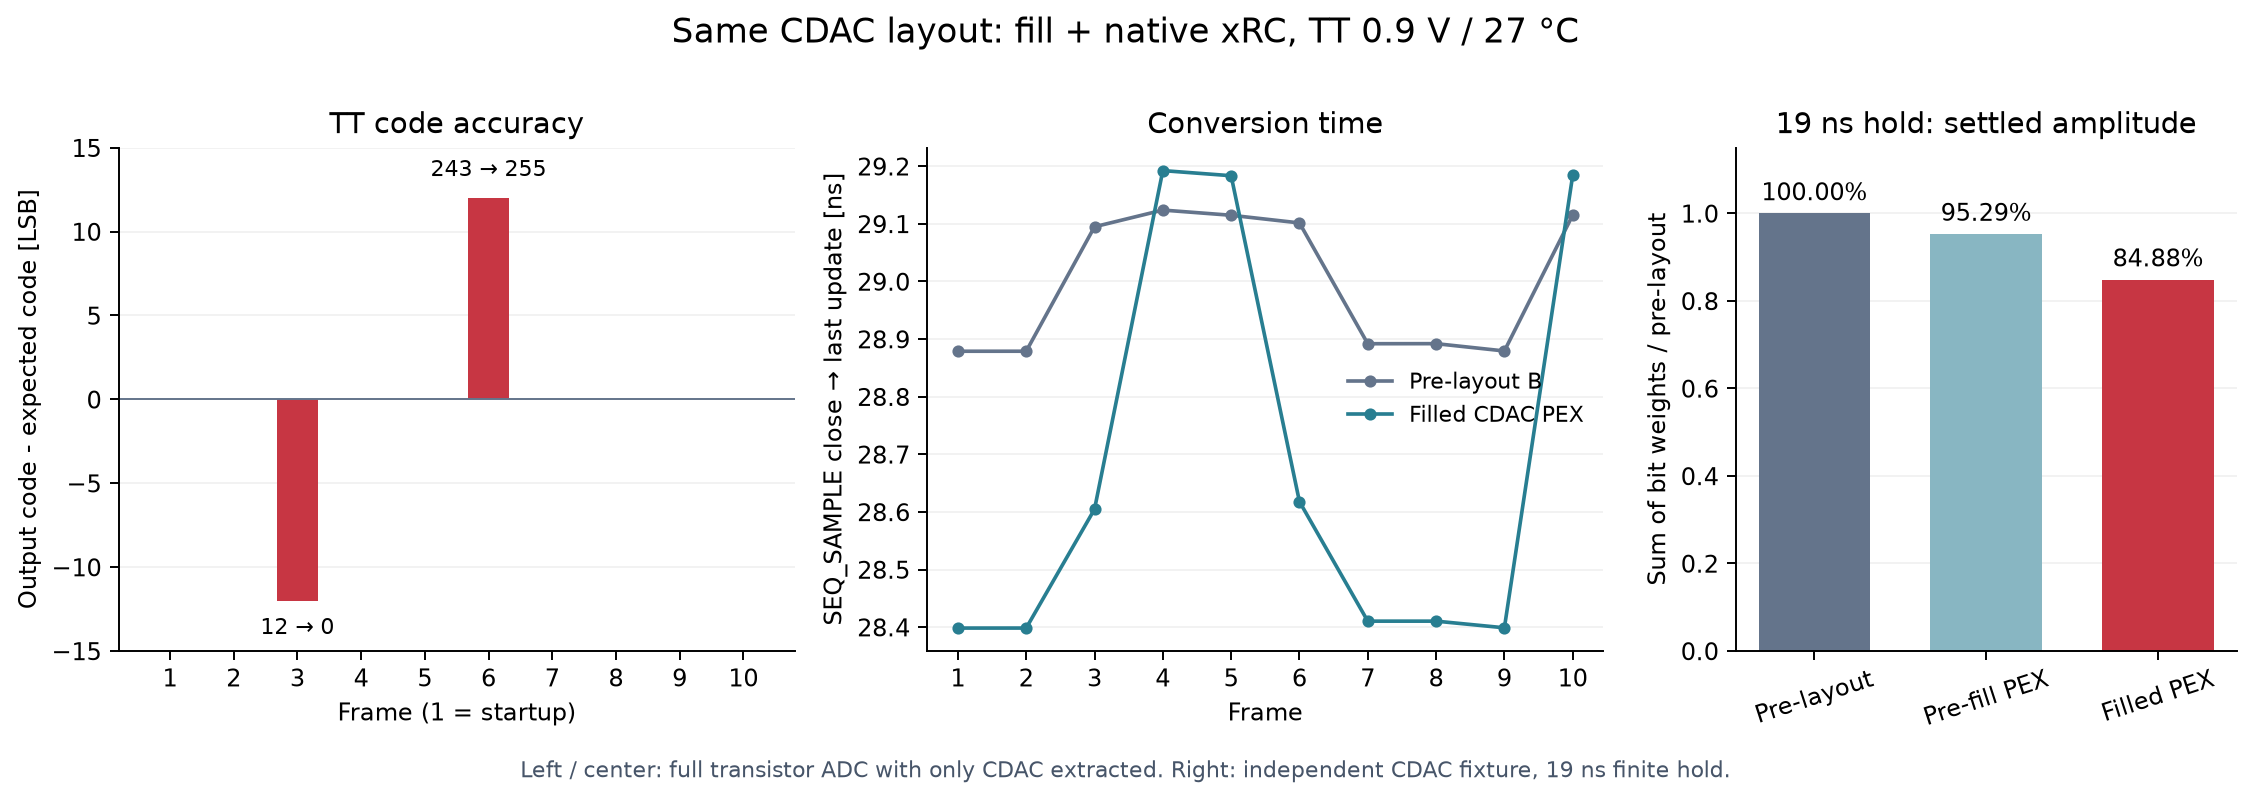 Same CDAC layout: fill + native xRC, TT 0.9 V / 27 °C
TT code accuracy
Output code - expected code [LSB]
15
10
5
0
−5
−10
−15
243 → 255
12 → 0
1 2 3 4 5 6 7 8 9 10
Frame (1 = startup)
Conversion time
SEQ_SAMPLE close → last update [ns]
29.2
29.1
29.0
28.9
28.8
28.7
28.6
28.5
28.4
Pre-layout B
Filled CDAC PEX
1 2 3 4 5 6 7 8 9 10
Frame
19 ns hold: settled amplitude
Sum of bit weights / pre-layout
1.0
0.8
0.6
0.4
0.2
0.0
100.00%
95.29%
84.88%
Pre-layout
Pre-fill PEX
Filled PEX
Left / center: full transistor ADC with only CDAC extracted. Right: independent CDAC fixture, 19 ns finite hold.